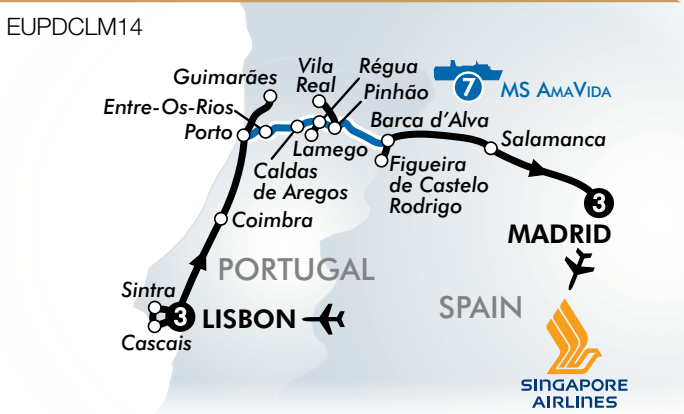 EUPDCLM14
Guimarães
Vila
Real
Régua
Pinhão
7
MS AmaVida
Entre-Os-Rios
Porto
Barca d'Alva
Salamanca
Lamego
Caldas
de Aregos
Figueira
de Castelo
Rodrigo
3
MADRID
Coimbra
PORTUGAL
SPAIN
Sintra
3
LISBON
Cascais
SINGAPORE
AIRLINES